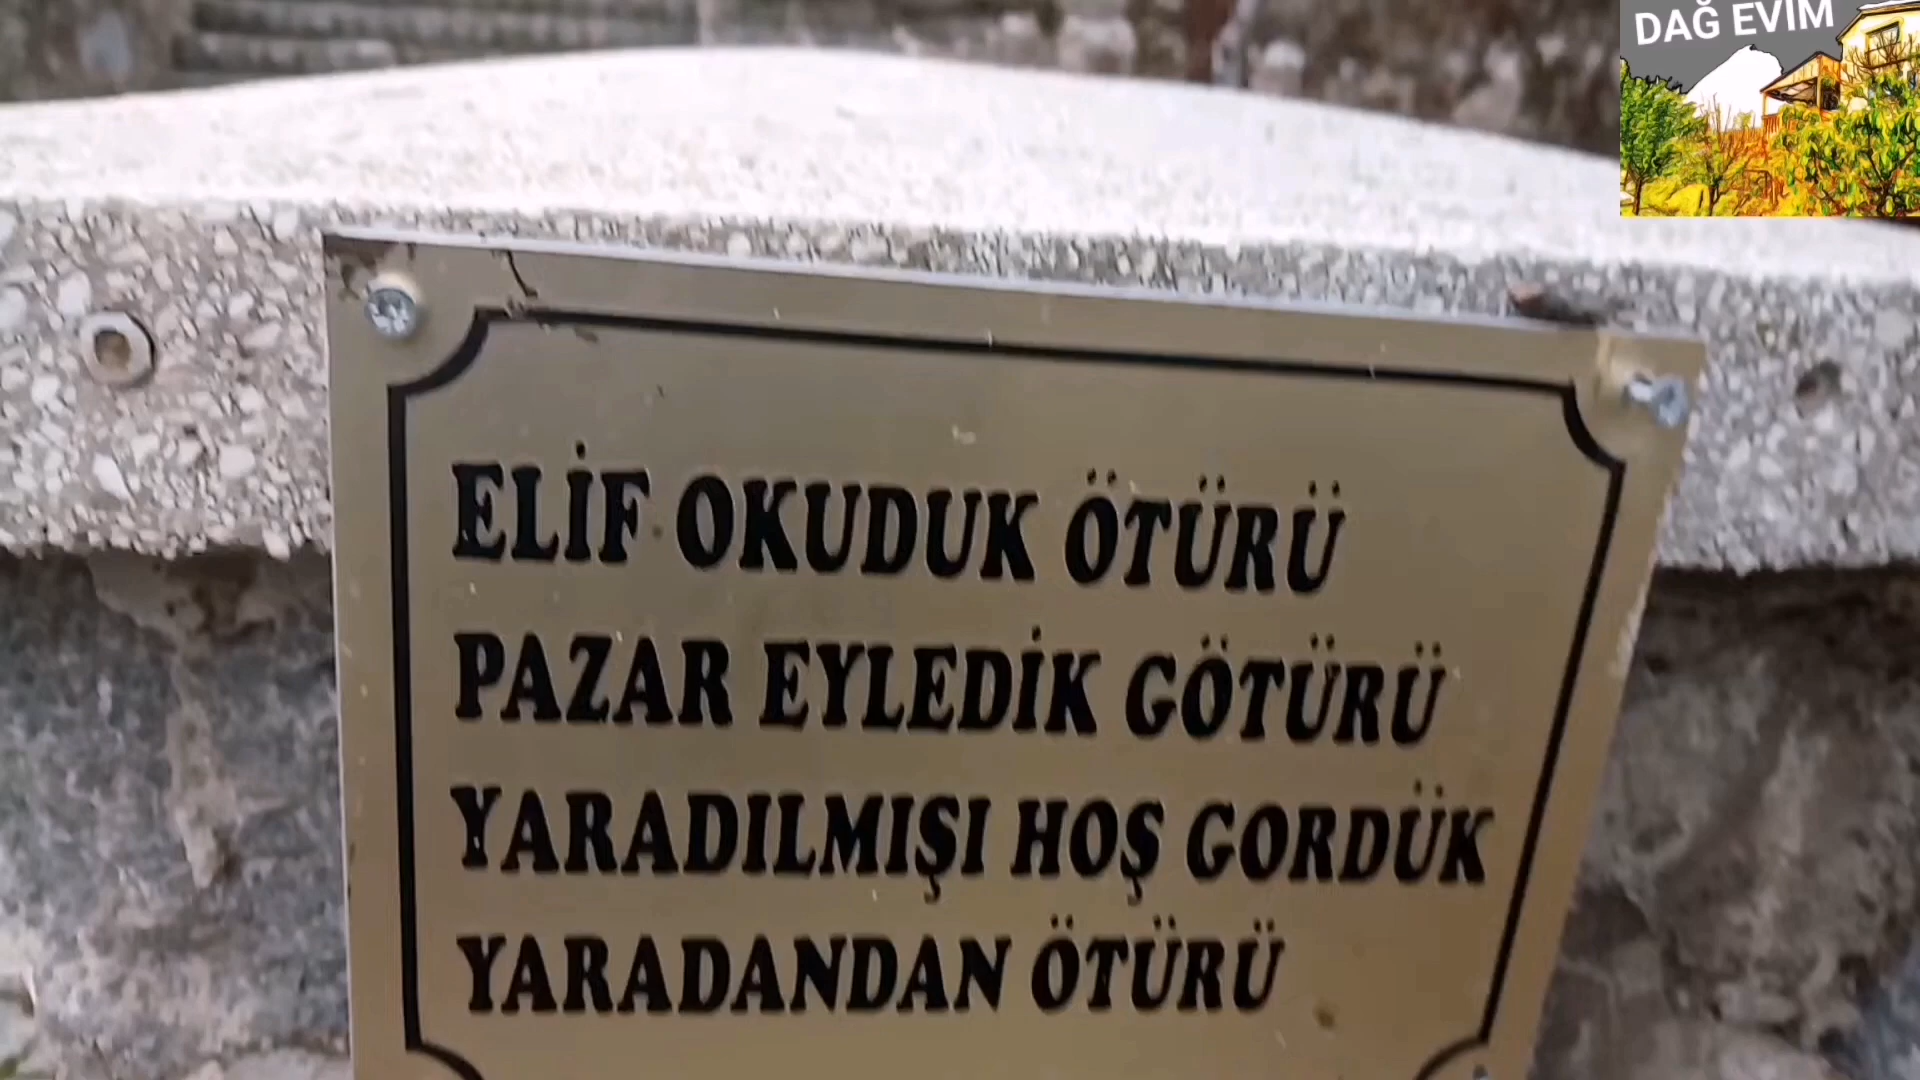 DAĞ EVİM
ELİF OKUDUK ÖTÜRÜ
PAZAR EYLEDİK GÖTÜRÜ
YARADILMIŞI HOŞ GORDÜK
YARADANDAN ÖTÜRÜ